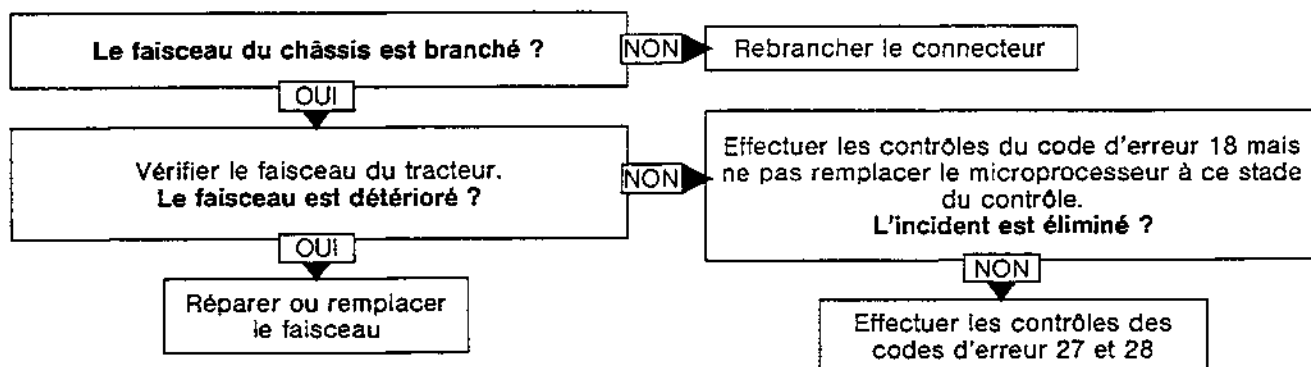 Le faisceau du châssis est branché ?
NON
Rebrancher le connecteur
OUI
Vérifier le faisceau du tracteur.
Le faisceau est détérioré ?
NON
Effectuer les contrôles du code d'erreur 18 mais
ne pas remplacer le microprocesseur à ce stade
du contrôle.
L'incident est éliminé ?
OUI
Réparer ou remplacer
le faisceau
NON
Effectuer les contrôles des
codes d'erreur 27 et 28